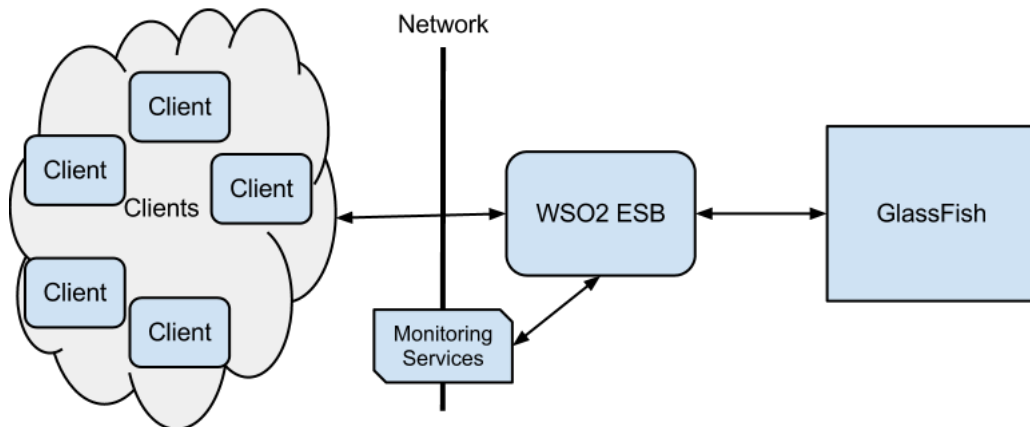 Network
Client
Client
Client
Clients
Client
Client
WSO2 ESB
GlassFish
Monitoring
Services